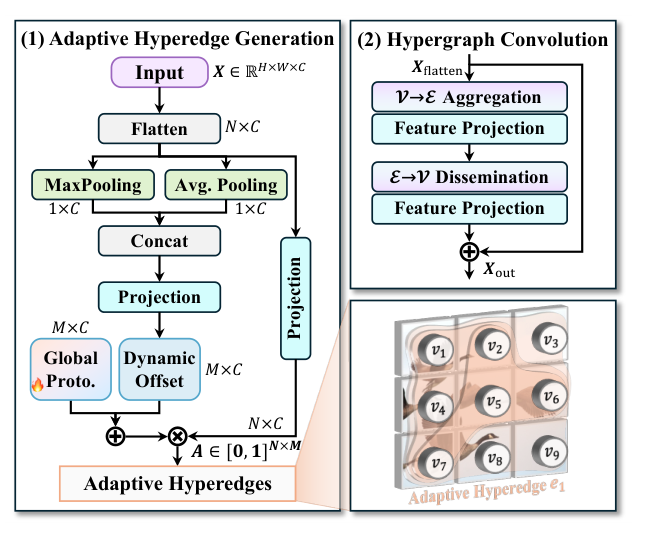 (1) Adaptive Hyperedge Generation
Input
X ∈ ℝ^{H×W×C}
Flatten
N×C
MaxPooling
Avg. Pooling
1×C
1×C
Concat
Projection
Projection
M×C
Global
Proto.
Dynamic
Offset
M×C
N×C
A ∈ [0, 1]^{N×M}
Adaptive Hyperedges
(2) Hypergraph Convolution
X_flatten
𝒱→ℰ Aggregation
Feature Projection
ℰ→𝒱 Dissemination
Feature Projection
X_out
v₁ v₂ v₃
v₄ v₅ v₆
v₇ v₈ v₉
Adaptive Hyperedge e₁